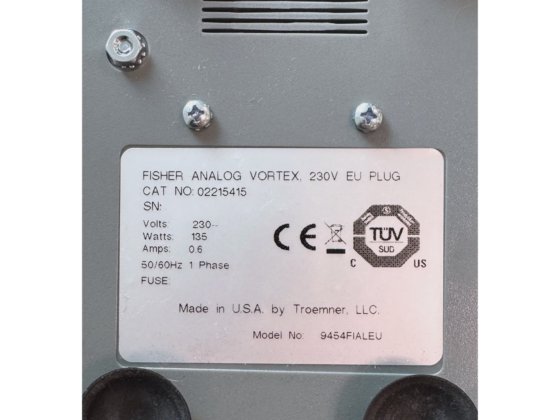 FISHER ANALOG VORTEX, 230V EU PLUG
CAT NO: 02215415
SN:
Volts: 230~
Watts: 135
Amps: 0.6
50/60Hz 1 Phase
FUSE:
CE
TÜV
SUD
C US
Made in U.S.A. by Troemner, LLC.
Model No: 9454FIALEU